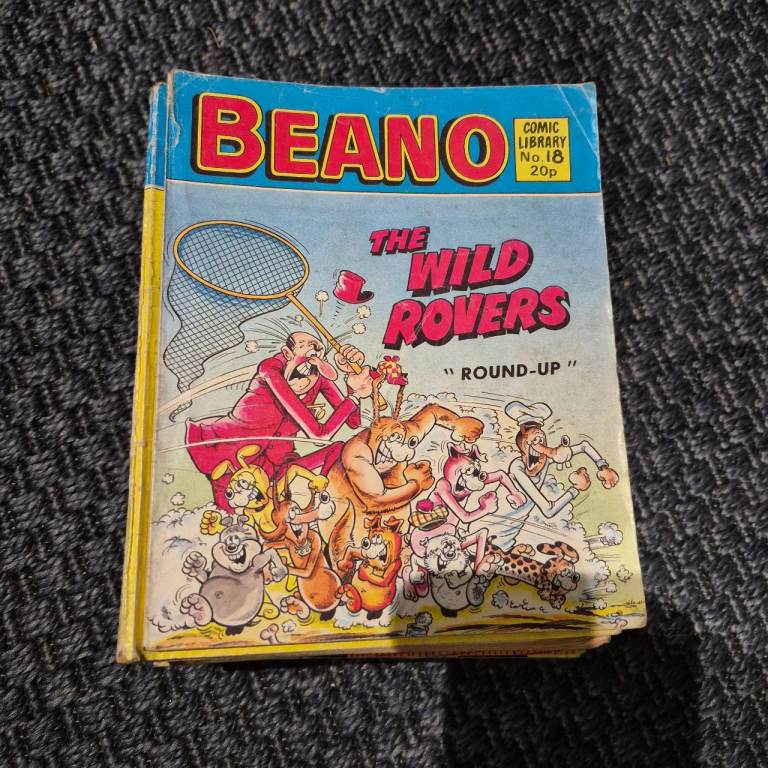 BEANO
COMIC
LIBRARY
No. 18
20p
THE
WILD
ROVERS
" ROUND-UP "